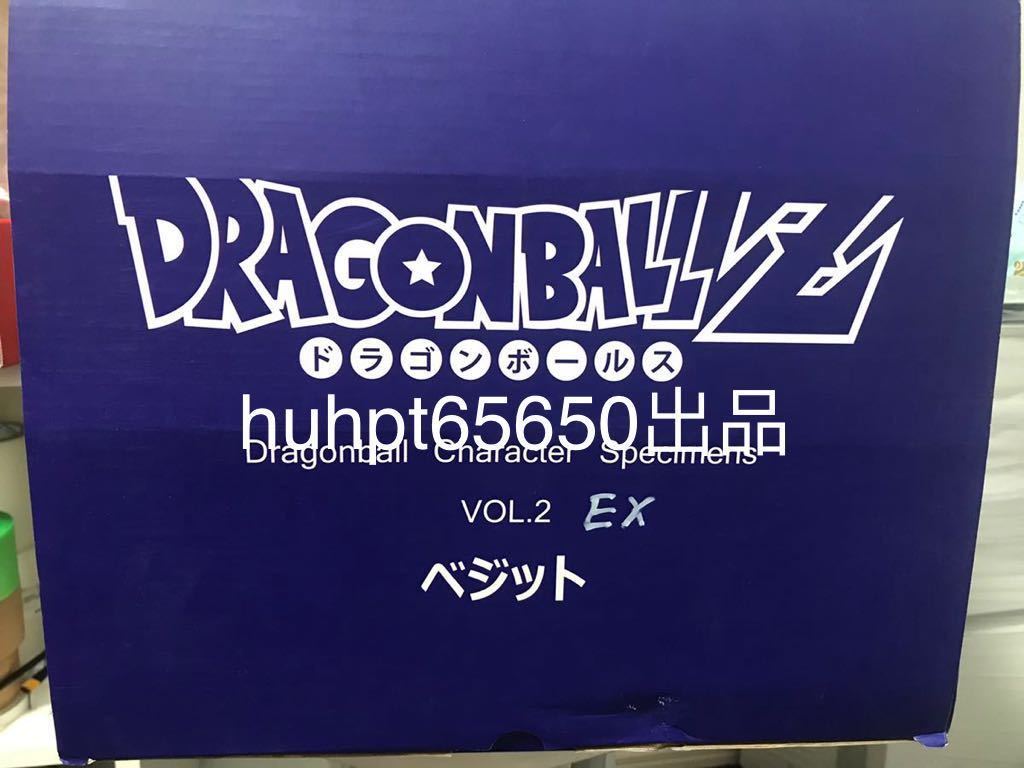 DRAGONBALL Z
ドラゴンボールス
huhpt65650出品
Dragonball Character Specimens
VOL.2 EX
ベジット